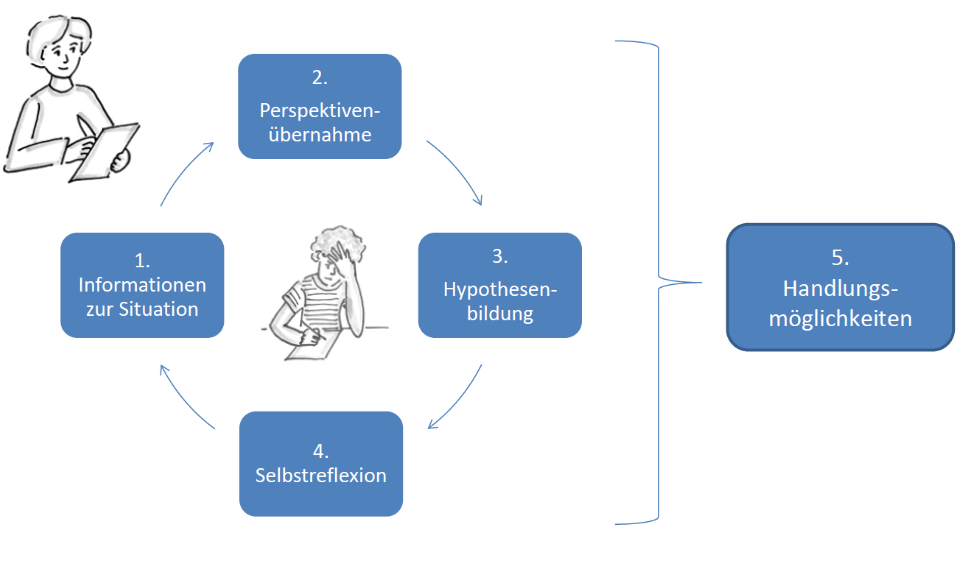 1.
Informationen
zur Situation
2.
Perspektiven-
übernahme
3.
Hypothesen-
bildung
4.
Selbstreflexion
5.
Handlungs-
möglichkeiten